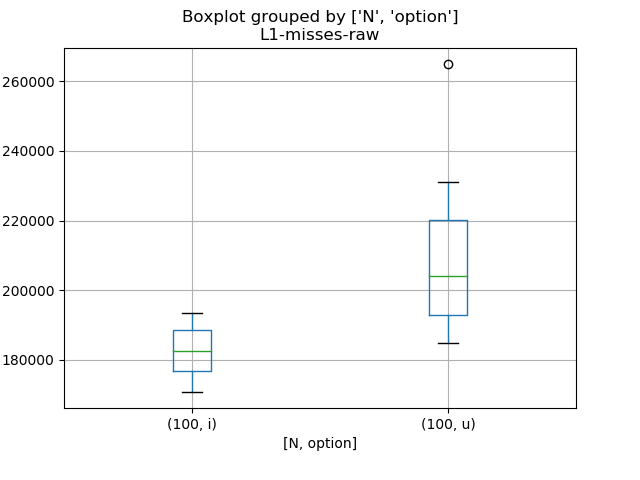 Boxplot grouped by ['N', 'option']
L1-misses-raw
260000
240000
220000
200000
180000
(100, i)
(100, u)
[N, option]